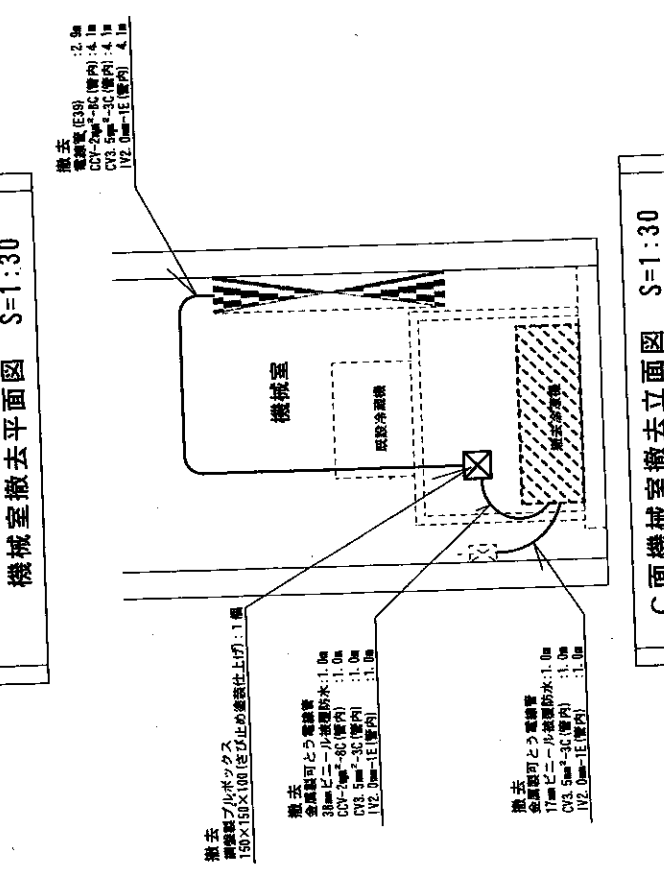 機械室撤去平面図 S=1:30
撤去
電線管(E39) :2.9m
CCV-2mm²-8C(管内) :4.1m
CV3.5mm²-3C(管内) :4.1m
IV2.0mm-1E(管内) 4.1m
機械室
既設冷蔵機
撤去冷凍機
撤去
鋼盤製プルボックス
150×150×100(さび止め塗装仕上げ):1個
撤去
金属製可とう電線管
38mmビニール被覆防水:1.0m
CCV-2mm²-8C(管内) :1.0m
CV3.5mm²-3C(管内) :1.0m
IV2.0mm-1E(管内) :1.0m
撤去
金属製可とう電線管
17mmビニール被覆防水:1.0m
CV3.5mm²-3C(管内) :1.0m
IV2.0mm-1E(管内) :1.0m
C面機械室撤去立面図 S=1:30